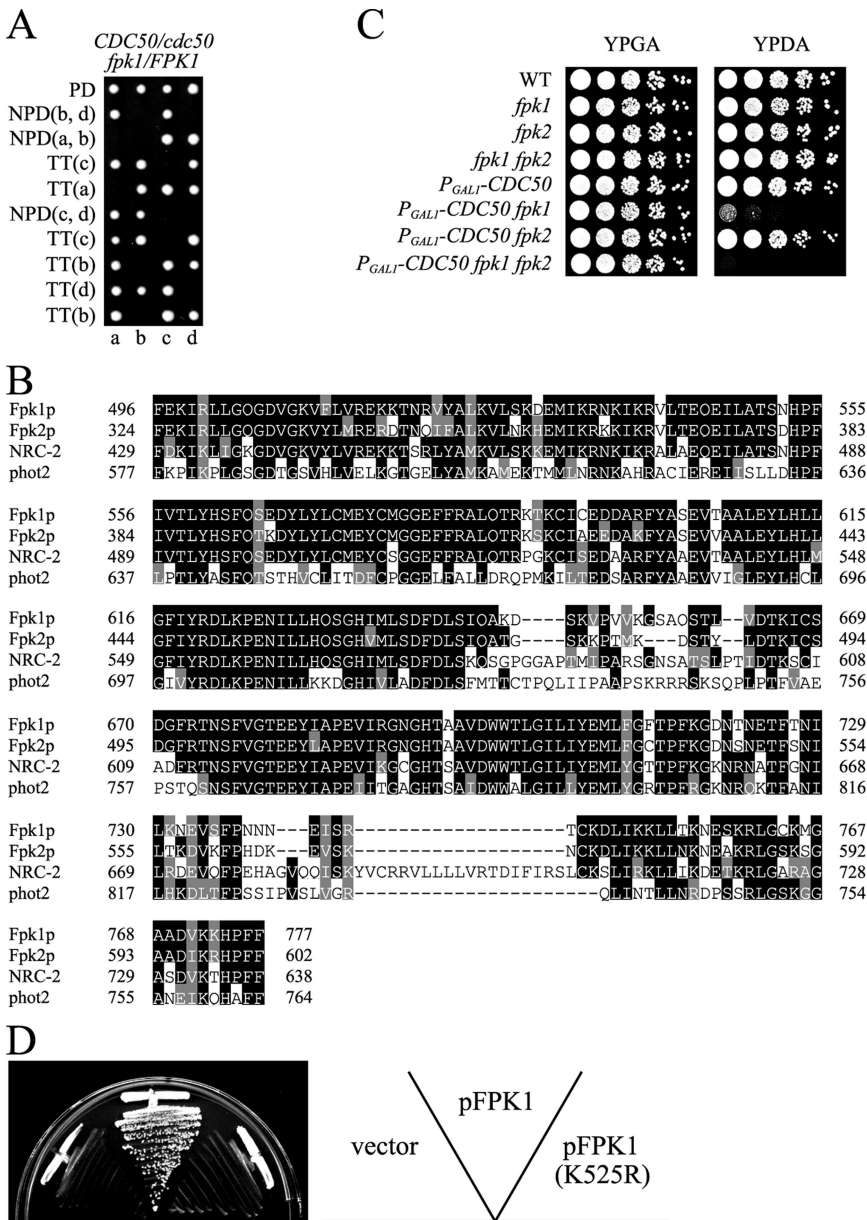 A
CDC50/cdc50
fpk1/FPK1
PD
NPD(b, d)
NPD(a, b)
TT(c)
TT(a)
NPD(c, d)
TT(c)
TT(b)
TT(d)
TT(b)
a b c d
C
YPGA YPDA
WT
fpk1
fpk2
fpk1 fpk2
PGAL1-CDC50
PGAL1-CDC50 fpk1
PGAL1-CDC50 fpk2
PGAL1-CDC50 fpk1 fpk2
B
Fpk1p 496 FEKIRLLGQGDVGKVFLVREKKTNRVYALKVLSKDEMIKRNKIKRVLTEQEILATSNHPF 555
Fpk2p 324 FEKIRLLGQGDVGKVYLMRERDTNQIFALKVLNKHEMIKRKKIKRVLTEQEILATSDHPF 383
NRC-2 429 FDKIKLIGKGDVGKVYLVREKKTSRLYAMKVLSKKEMIKRNKIKRALAEQEILATSNHPF 488
phot2 577 FKPIKPLGSGDTGSVHLVELKGTGELYAMKAMEKTMMLNRNKAHRACIEREIISLLDHPF 636
Fpk1p 556 IVTLYHSFQSEDYLYLCMEYCMGGEFFRALQTRKTKCICEDDARFYASEVTAALEYLHLL 615
Fpk2p 384 IVTLYHSFQTKDYLYLCMEYCMGGEFFRALQTRKSKCIAEEDAKFYASEVTAALEYLHLL 443
NRC-2 489 IVTLYHSFQSEDYLYLCMEYCSGGEFFRALQTRPGKCISEDAARFYAAEVTAALEYLHLM 548
phot2 637 LPTLYASFQTSTHVCLITDFCPGGELFALLDRQPMKILTEDSARFYAAEVVIGLEYLHCL 696
Fpk1p 616 GFIYRDLKPENILLHQSGHIMLSDFDLSIQAKD----SKVPVVKGSAQSTL--VDTKICS 669
Fpk2p 444 GFIYRDLKPENILLHQSGHVMLSDFDLSIQATG----SKKPTMK---DSTY--LDTKICS 494
NRC-2 549 GFIYRDLKPENILLHQSGHIMLSDFDLSKQSGPGGAPTMIPARSGNSATSLPTIDTKSCI 608
phot2 697 GIVYRDLKPENILLKKDGHIVLADFDLSFMTTCTPQLIIPAAPSKRRRSKSQPLPTFVAE 756
Fpk1p 670 DGFRTNSFVGTEEYIAPEVIRGNGHTAAVDWWTLGILIYEMLFGFTPFKGDNTNETFTNI 729
Fpk2p 495 DGFRTNSFVGTEEYLAPEVIRGNGHTAAVDWWTLGILIYEMLFGCTPFKGDNSNETFSNI 554
NRC-2 609 ADFRTNSFVGTEEYIAPEVIKGCGHTSAVDWWTLGILIYEMLYGTTPFKGKNRNATFGNI 668
phot2 757 PSTQSNSFVGTEEYIAPEIITGAGHTSAIDWWALGILLYEMLYGRTPFRGKNRQKTFANI 816
Fpk1p 730 LKNEVSFPNNN---EISR-------------------TCKDLIKKLLTKNESKRLGCKMG 767
Fpk2p 555 LTKDVKFPHDK---EVSK-------------------NCKDLIKKLLNKNEAKRLGSKSG 592
NRC-2 669 LRDEVQFPEHAGVQQISKYVCRRVLLLLVRTDIFIRSLCKSLIRKLLIKDETKRLGARAG 728
phot2 817 LHKDLTFPSSIPVSLVGR---------------------QLINTLLNRDPSSRLGSKGG 754
Fpk1p 768 AADVKKHPFF 777
Fpk2p 593 AADIKRHPFF 602
NRC-2 729 ASDVKTHPFF 638
phot2 755 ANEIKQHAFF 764
D
vector pFPK1 pFPK1
(K525R)